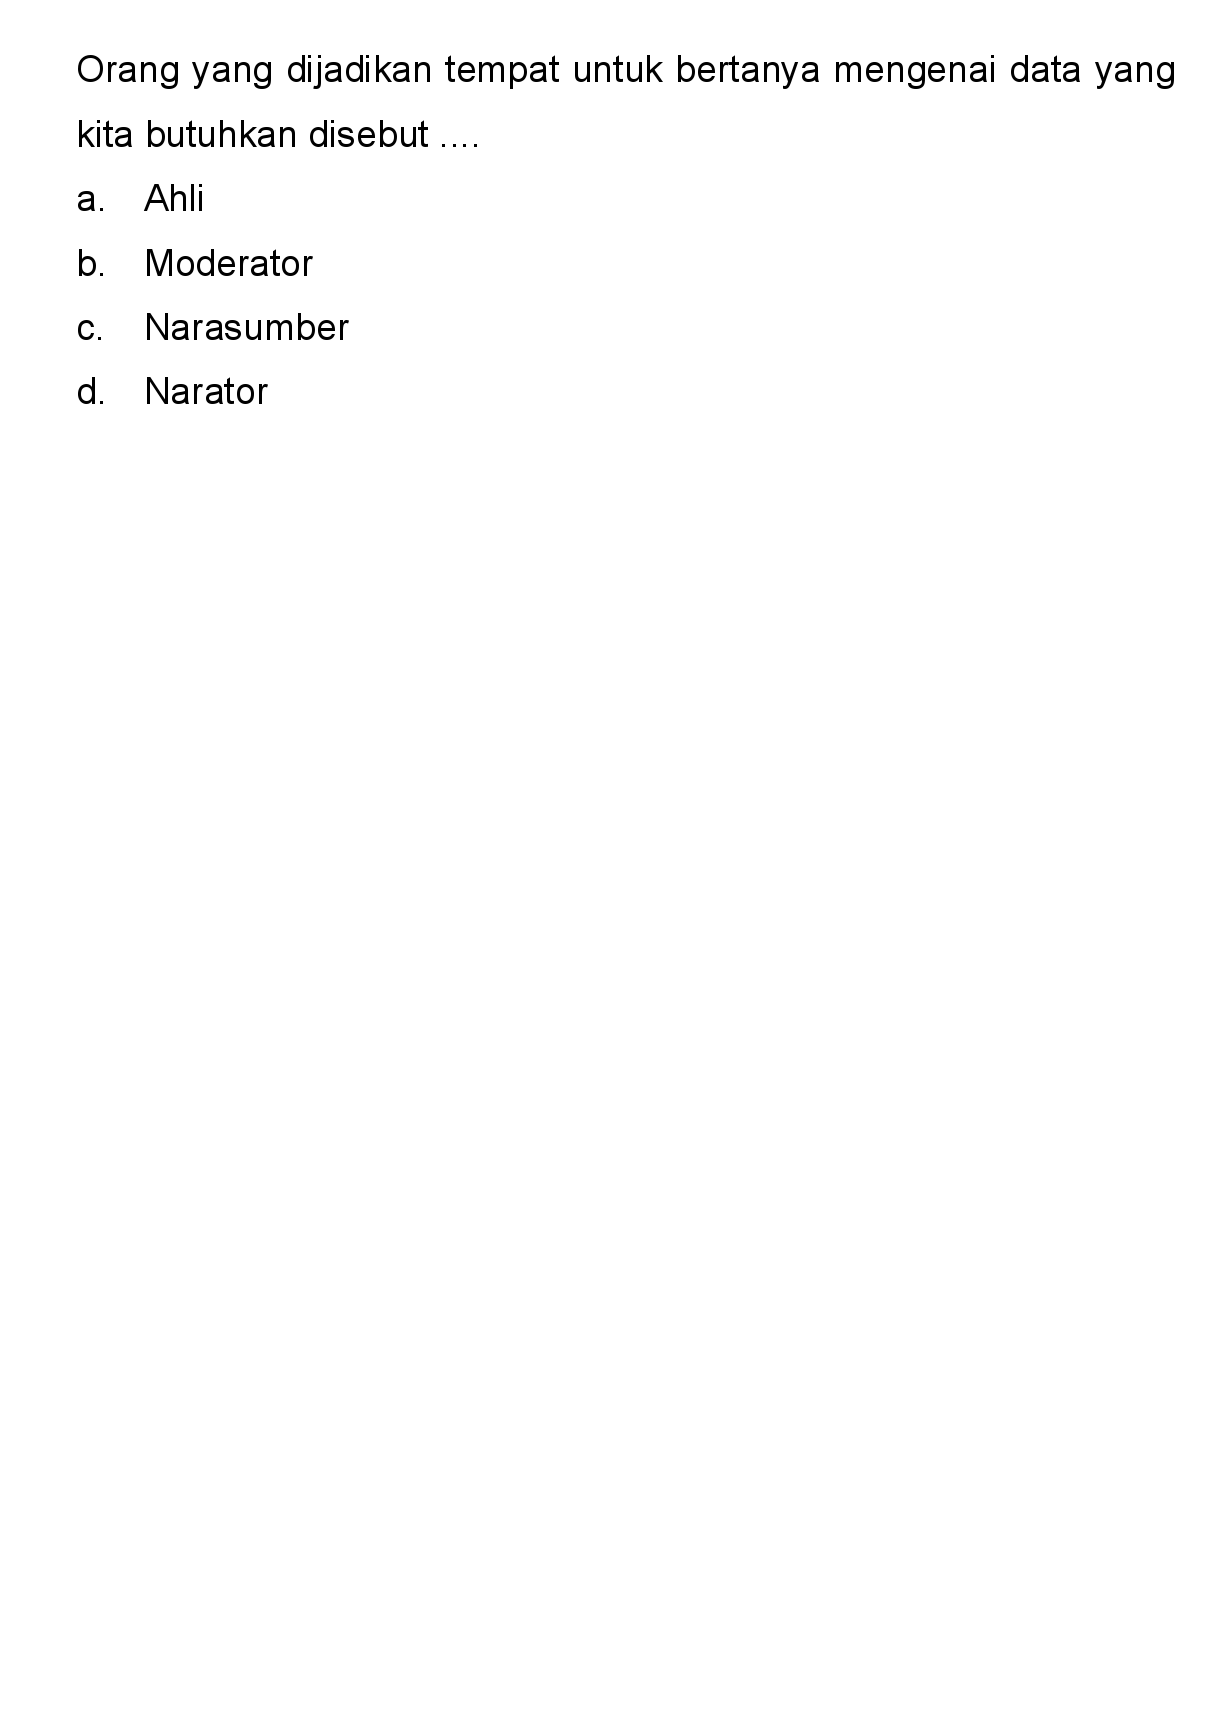 Orang yang dijadikan tempat untuk bertanya mengenai data yang
kita butuhkan disebut ....
a. Ahli
b. Moderator
c. Narasumber
d. Narator